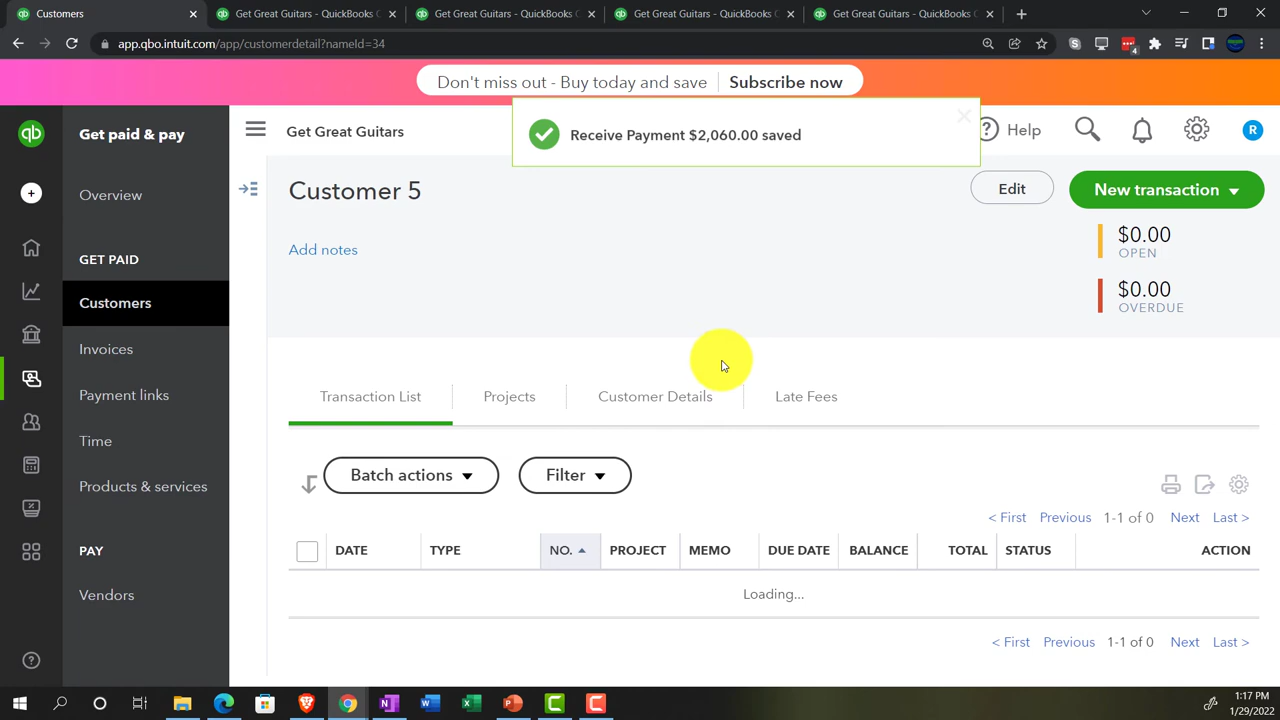 Customers
Get Great Guitars - QuickBooks C
Get Great Guitars - QuickBooks C
Get Great Guitars - QuickBooks C
Get Great Guitars - QuickBooks C
app.qbo.intuit.com/app/customerdetail?nameId=34
4
Don't miss out - Buy today and save
Subscribe now
qb
Get paid & pay
Get Great Guitars
Receive Payment $2,060.00 saved
Help
R
Overview
Customer 5
Edit
New transaction
Add notes
$0.00
OPEN
GET PAID
$0.00
OVERDUE
Customers
Invoices
Payment links
Transaction List
Projects
Customer Details
Late Fees
Time
Products & services
Batch actions
Filter
< First
Previous
1-1 of 0
Next
Last >
PAY
DATE
TYPE
NO.
PROJECT
MEMO
DUE DATE
BALANCE
TOTAL
STATUS
ACTION
Vendors
Loading...
< First
Previous
1-1 of 0
Next
Last >
1:17 PM
1/29/2022